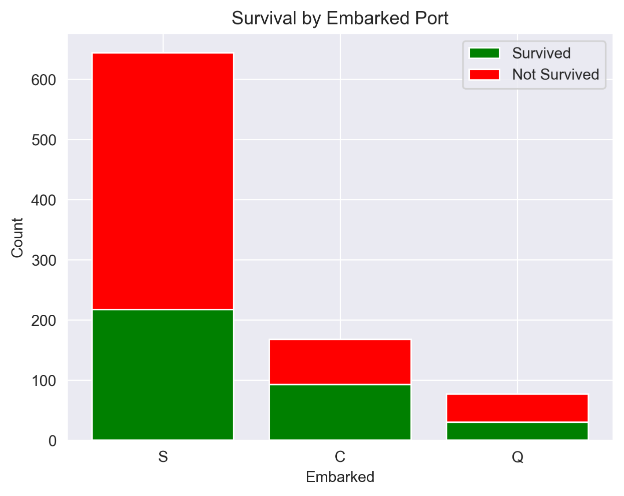 Survival by Embarked Port
Survived
Not Survived
600
500
400
300
200
100
0
Count
S C Q
Embarked